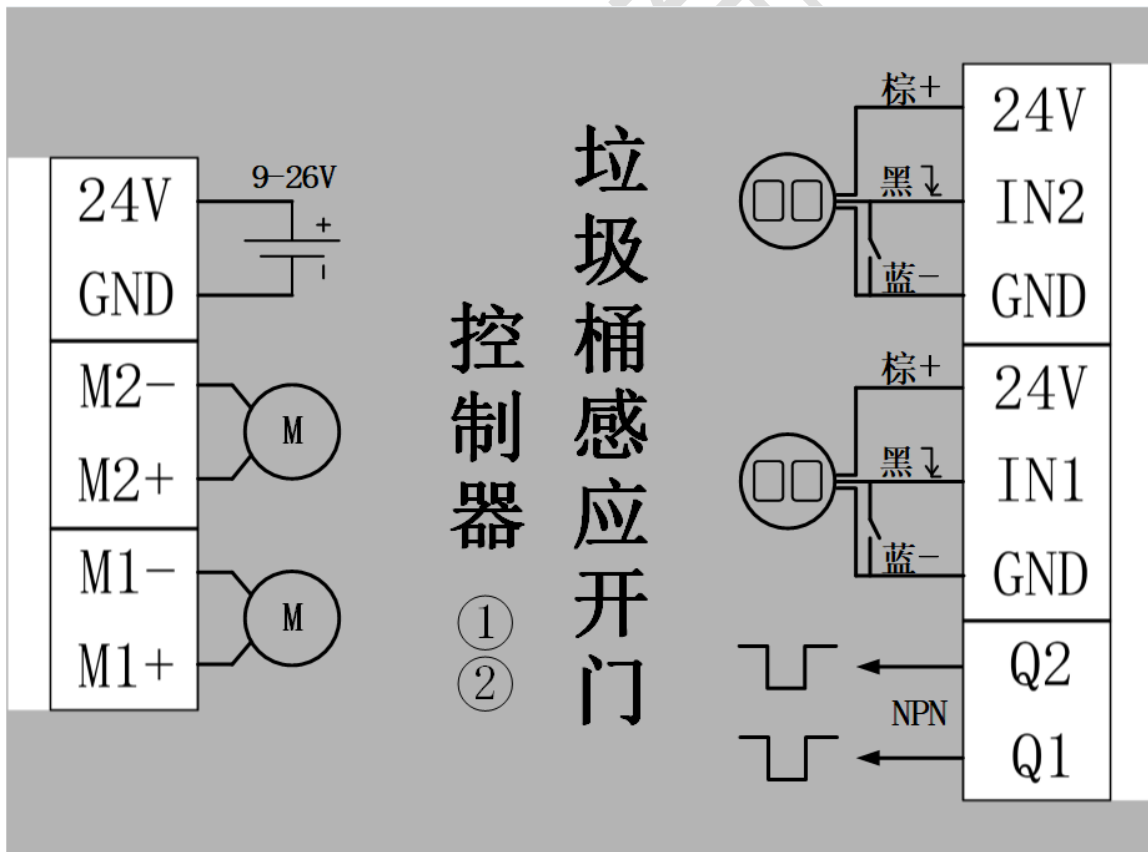 24V
GND
M2-
M2+
M1-
M1+
9-26V
+
-
M
M
垃圾桶感应开门
控制器
①
②
棕+
黑
蓝-
棕+
黑
蓝-
NPN
24V
IN2
GND
24V
IN1
GND
Q2
Q1